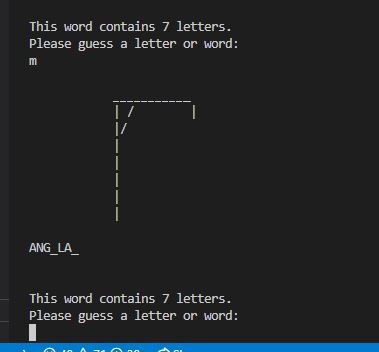 This word contains 7 letters.
Please guess a letter or word:
m
ANG_LA_
This word contains 7 letters.
Please guess a letter or word: